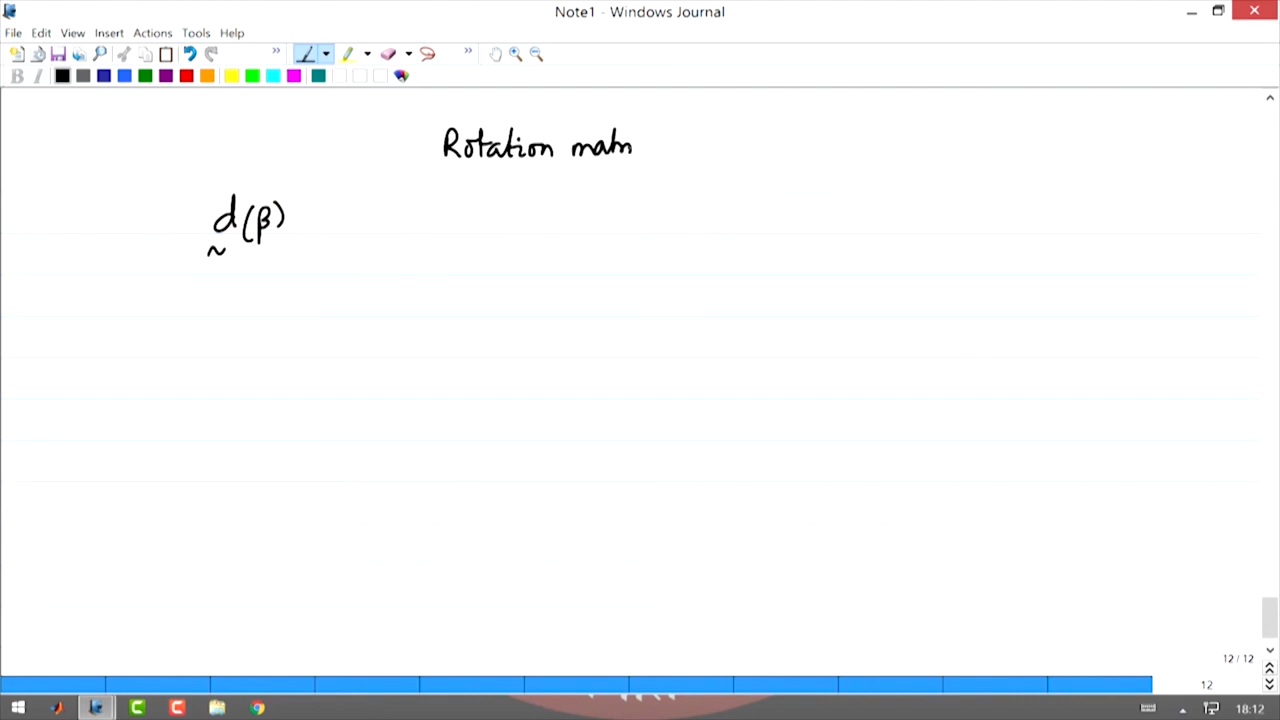 Note1 - Windows Journal
File Edit View Insert Actions Tools Help
B I
Rotation matn
d(β)
~
12 / 12
12
18:12